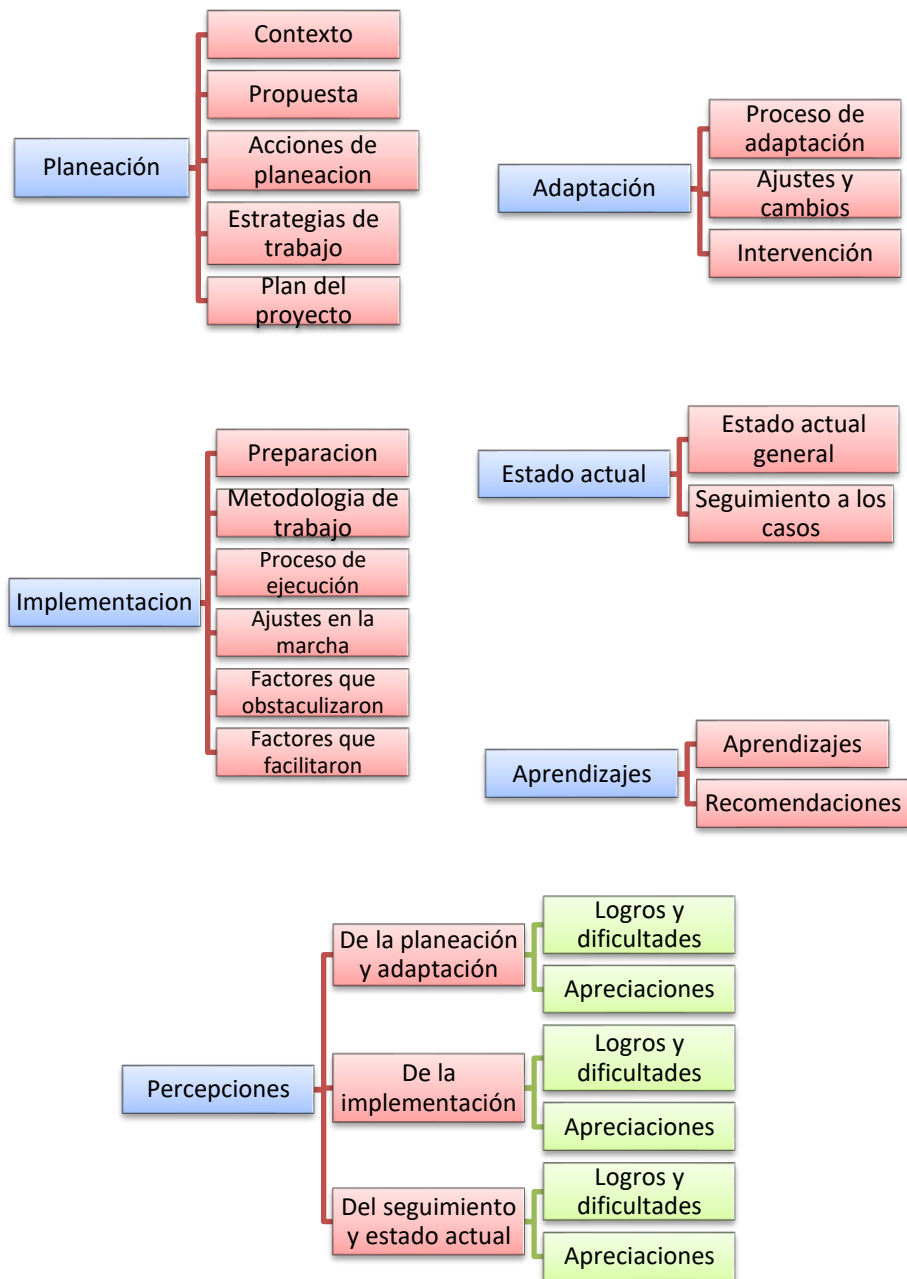 Planeación
Contexto
Propuesta
Acciones de
planeacion
Estrategias de
trabajo
Plan del
proyecto
Adaptación
Proceso de
adaptación
Ajustes y
cambios
Intervención
Implementacion
Preparacion
Metodologia de
trabajo
Proceso de
ejecución
Ajustes en la
marcha
Factores que
obstaculizaron
Factores que
facilitaron
Estado actual
Estado actual
general
Seguimiento a los
casos
Aprendizajes
Aprendizajes
Recomendaciones
Percepciones
De la planeación
y adaptación
Logros y
dificultades
Apreciaciones
De la
implementación
Logros y
dificultades
Apreciaciones
Del seguimiento
y estado actual
Logros y
dificultades
Apreciaciones